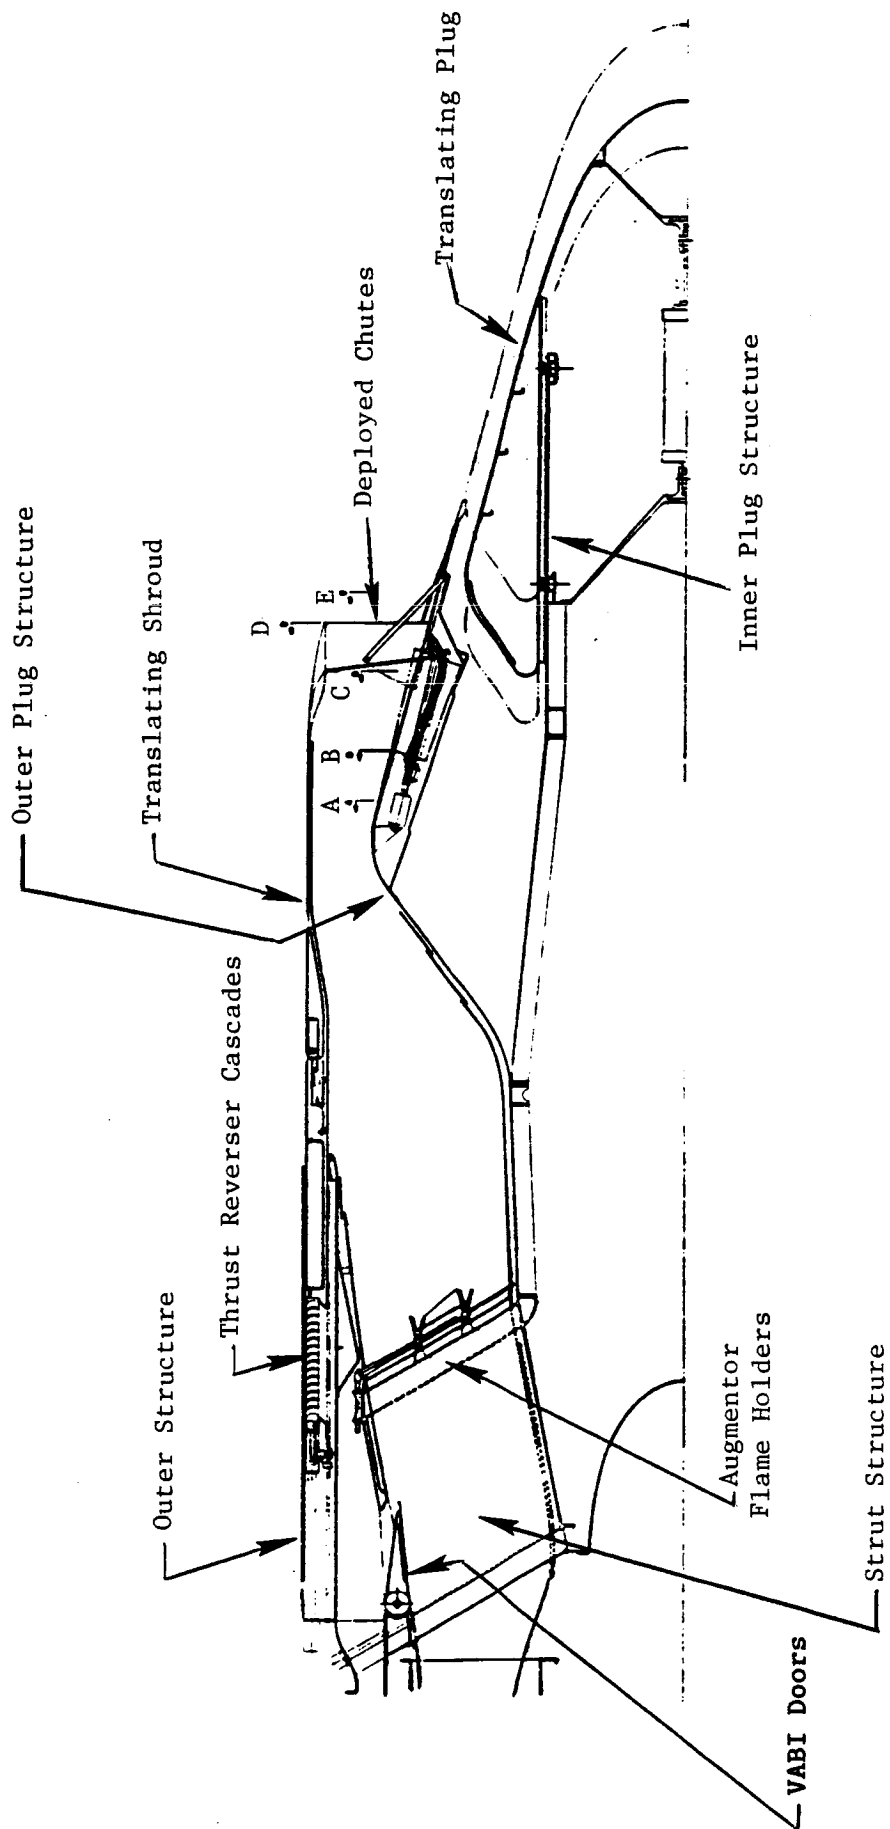 Outer Structure
Thrust Reverser Cascades
Translating Shroud
Outer Plug Structure
A
B
C
D
E
Deployed Chutes
Translating Plug
VABI Doors
Strut Structure
Augmentor
Flame Holders
Inner Plug Structure